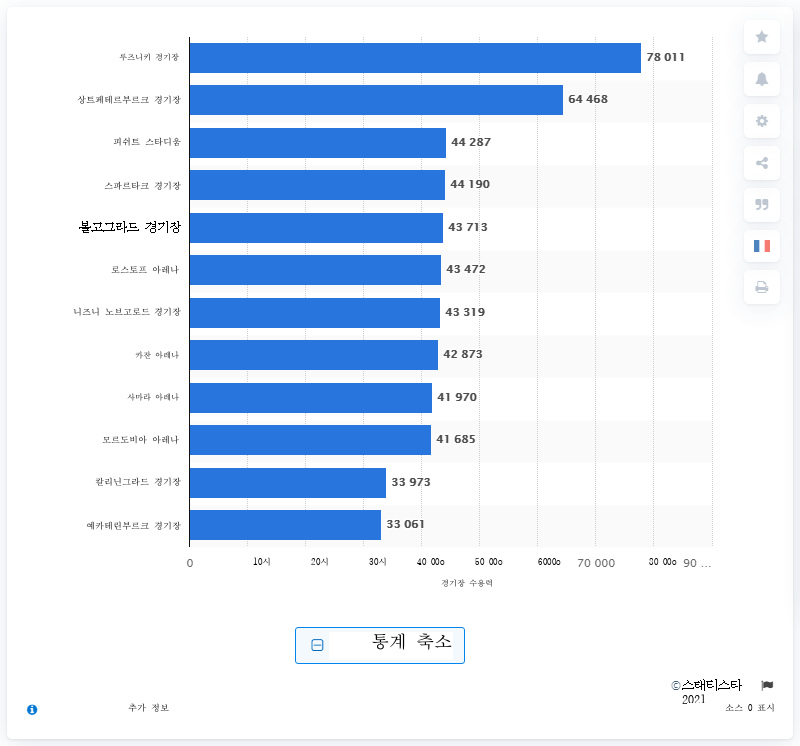 루즈니키 경기장 78 011
상트페테르부르크 경기장 64 468
피쉬트 스타디움 44 287
스파르타크 경기장 44 190
볼고그라드 경기장 43 713
로스토프 아레나 43 472
니즈니 노브고로드 경기장 43 319
카잔 아레나 42 873
사마라 아레나 41 970
모르도비아 아레나 41 685
칼리닌그라드 경기장 33 973
예카테린부르크 경기장 33 061
0 10시 20시 30시 40 00o 50 00o 6000o 70 000 80 00o 90 ...
경기장 수용력
통계 축소
©스태티스타
2021
추가 정보 소스 0 표시